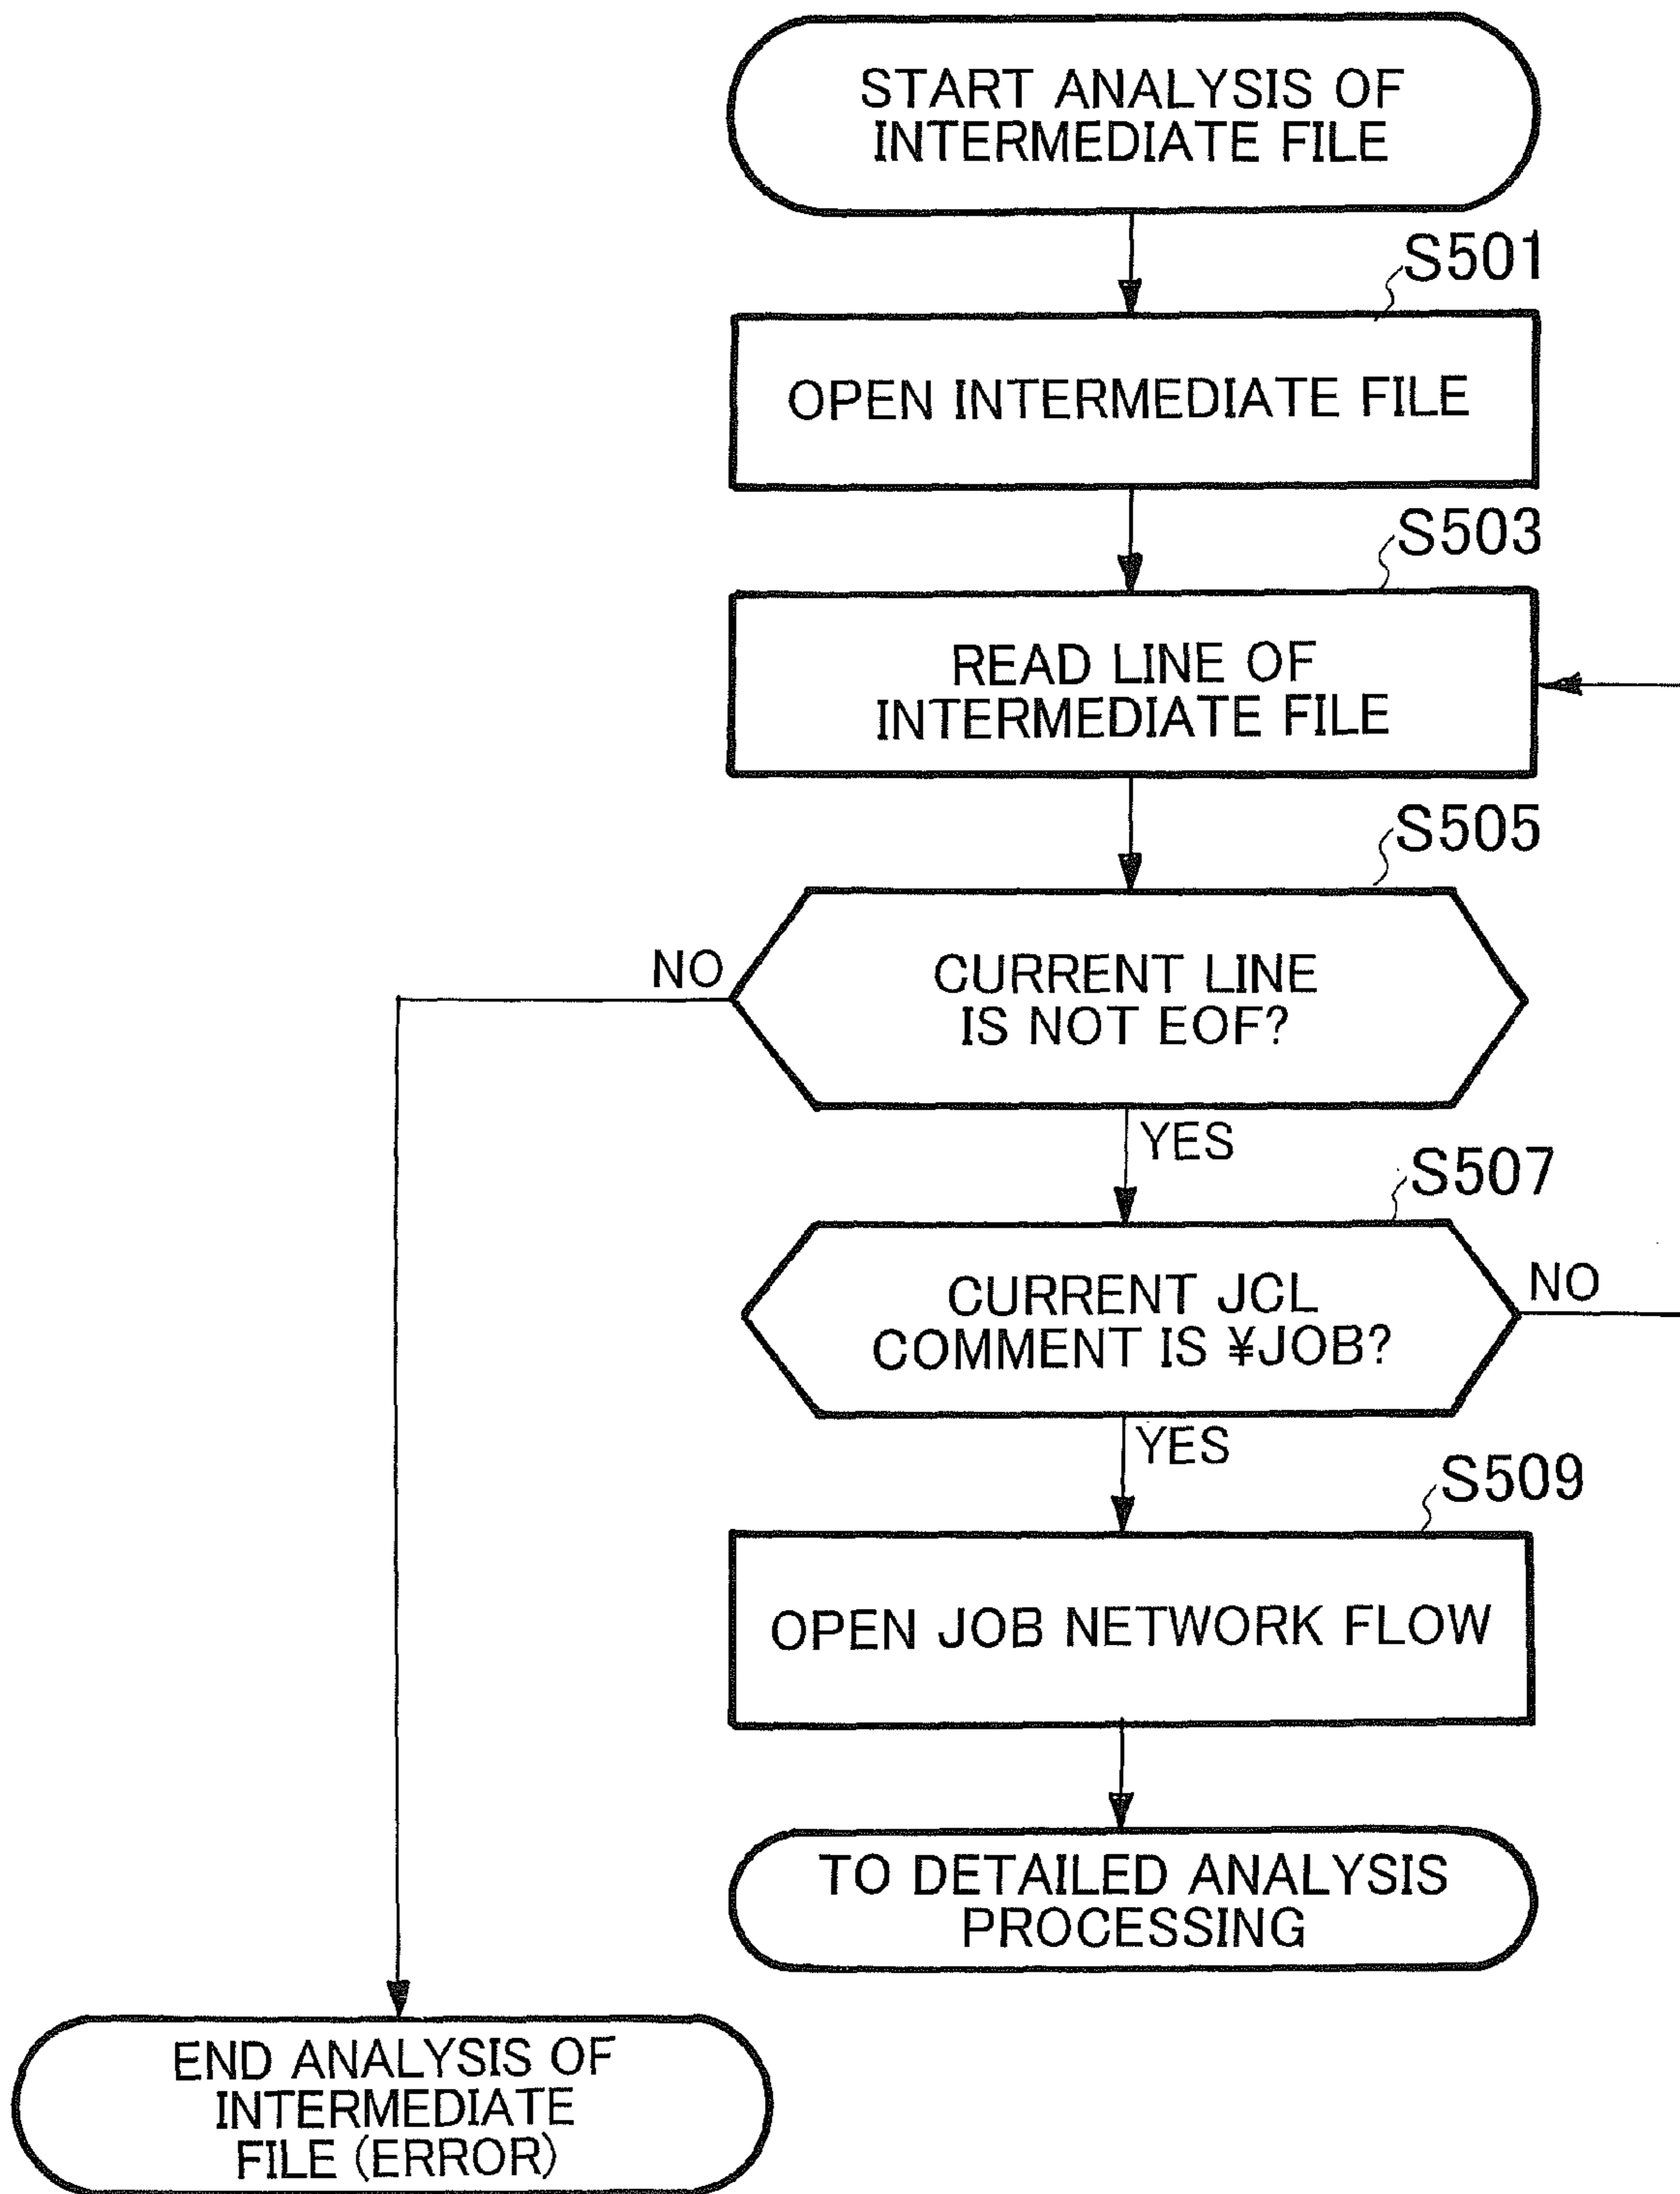 START ANALYSIS OF
INTERMEDIATE FILE
S501
OPEN INTERMEDIATE FILE
S503
READ LINE OF
INTERMEDIATE FILE
S505
NO
CURRENT LINE
IS NOT EOF?
YES
S507
CURRENT JCL
COMMENT IS ¥JOB?
NO
YES
S509
OPEN JOB NETWORK FLOW
TO DETAILED ANALYSIS
PROCESSING
END ANALYSIS OF
INTERMEDIATE
FILE (ERROR)